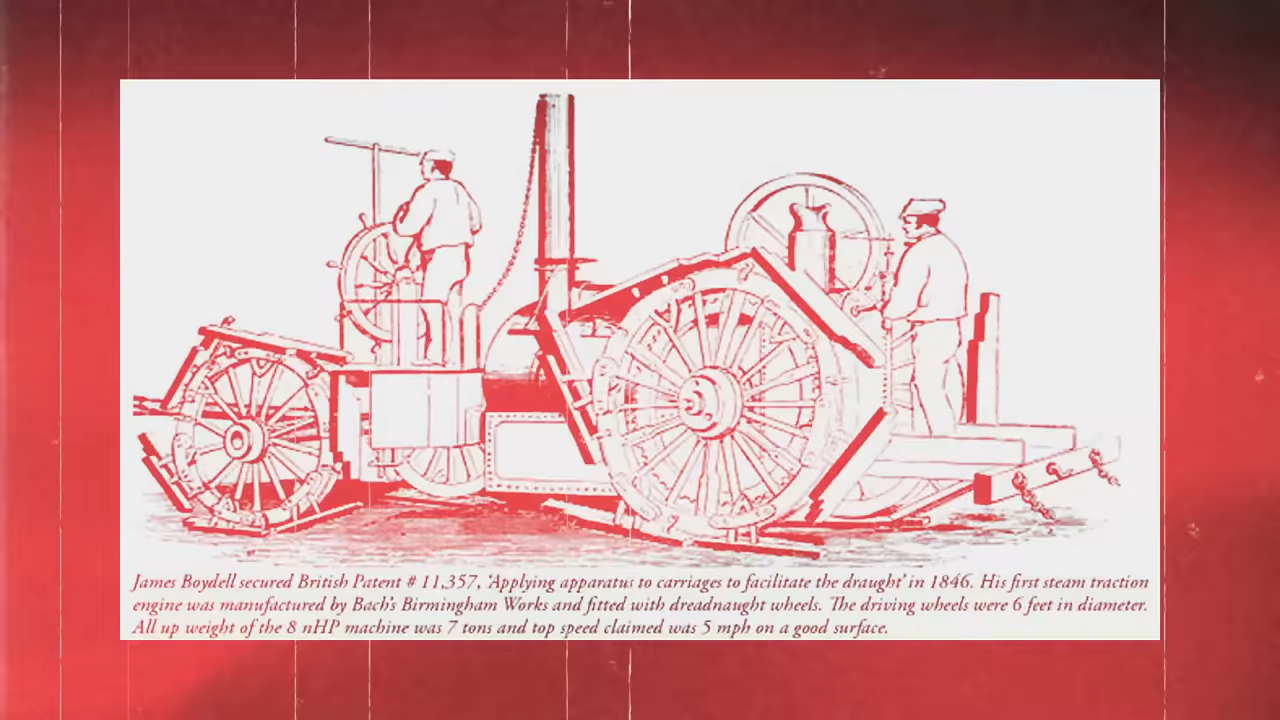 James Boydell secured British Patent # 11,357, 'Applying apparatus to carriages to facilitate the draught' in 1846. His first steam traction
engine was manufactured by Bach's Birmingham Works and fitted with dreadnaught wheels. The driving wheels were 6 feet in diameter.
All up weight of the 8 nHP machine was 7 tons and top speed claimed was 5 mph on a good surface.